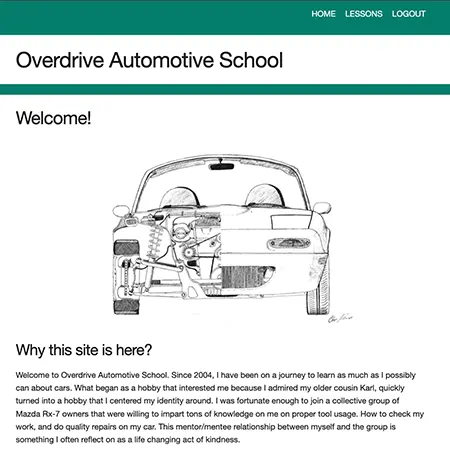 HOME LESSONS LOGOUT
Overdrive Automotive School
Welcome!
Why this site is here?
Welcome to Overdrive Automotive School. Since 2004, I have been on a journey to learn as much as I possibly
can about cars. What began as a hobby that interested me because I admired my older cousin Karl, quickly
turned into a hobby that I centered my identity around. I was fortunate enough to join a collective group of
Mazda Rx-7 owners that were willing to impart tons of knowledge on me on proper tool usage. How to check my
work, and do quality repairs on my car. This mentor/mentee relationship between myself and the group is
something I often reflect on as a life changing act of kindness.